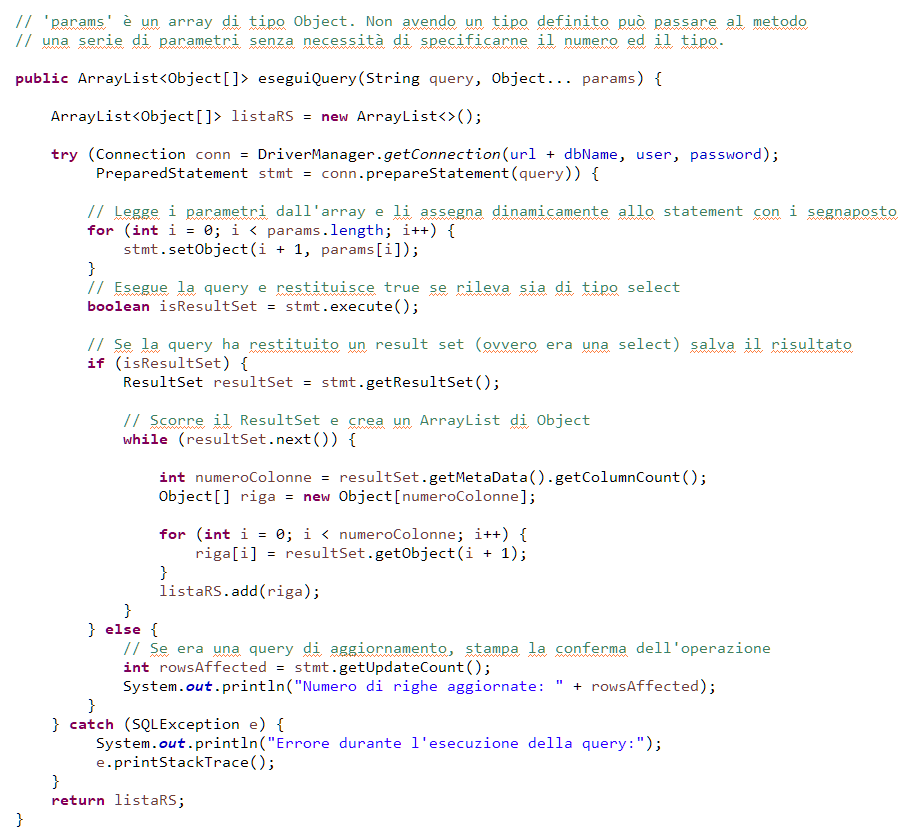 // 'params' è un array di tipo Object. Non avendo un tipo definito può passare al metodo
// una serie di parametri senza necessità di specificarne il numero ed il tipo.

public ArrayList<Object[]> eseguiQuery(String query, Object... params) {

    ArrayList<Object[]> listaRS = new ArrayList<>();

    try (Connection conn = DriverManager.getConnection(url + dbName, user, password);
         PreparedStatement stmt = conn.prepareStatement(query)) {

        // Legge i parametri dall'array e li assegna dinamicamente allo statement con i segnaposto
        for (int i = 0; i < params.length; i++) {
            stmt.setObject(i + 1, params[i]);
        }
        // Esegue la query e restituisce true se rileva sia di tipo select
        boolean isResultSet = stmt.execute();

        // Se la query ha restituito un result set (ovvero era una select) salva il risultato
        if (isResultSet) {
            ResultSet resultSet = stmt.getResultSet();

            // Scorre il ResultSet e crea un ArrayList di Object
            while (resultSet.next()) {

                int numeroColonne = resultSet.getMetaData().getColumnCount();
                Object[] riga = new Object[numeroColonne];

                for (int i = 0; i < numeroColonne; i++) {
                    riga[i] = resultSet.getObject(i + 1);
                }
                listaRS.add(riga);
            }
        } else {
            // Se era una query di aggiornamento, stampa la conferma dell'operazione
            int rowsAffected = stmt.getUpdateCount();
            System.out.println("Numero di righe aggiornate: " + rowsAffected);
        }
    } catch (SQLException e) {
         System.out.println("Errore durante l'esecuzione della query:");
         e.printStackTrace();
    }
    return listaRS;
}